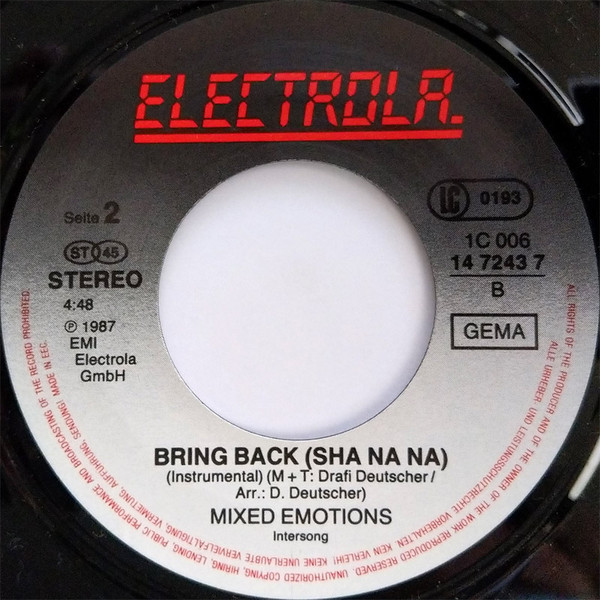 ELECTROLA.
Seite 2
ST 45
STEREO
4:48
℗ 1987
EMI
Electrola
GmbH
LC 0193
1C 006
14 7243 7
B
GEMA
BRING BACK (SHA NA NA)
(Instrumental) (M + T: Drafi Deutscher /
Arr.: D. Deutscher)
MIXED EMOTIONS
Intersong
ALL RIGHTS OF THE PRODUCER AND OF THE OWNER OF THE WORK REPRODUCED RESERVED. UNAUTHORIZED COPYING, HIRING, LENDING, PUBLIC PERFORMANCE AND BROADCASTING OF THE RECORD PROHIBITED.
ALLE URHEBER- UND LEISTUNGSSCHUTZRECHTE VORBEHALTEN. KEIN VERLEIH! KEINE UNERLAUBTE VERVIELFÄLTIGUNG, VERMIETUNG, AUFFÜHRUNG, SENDUNG! MADE IN EEC.